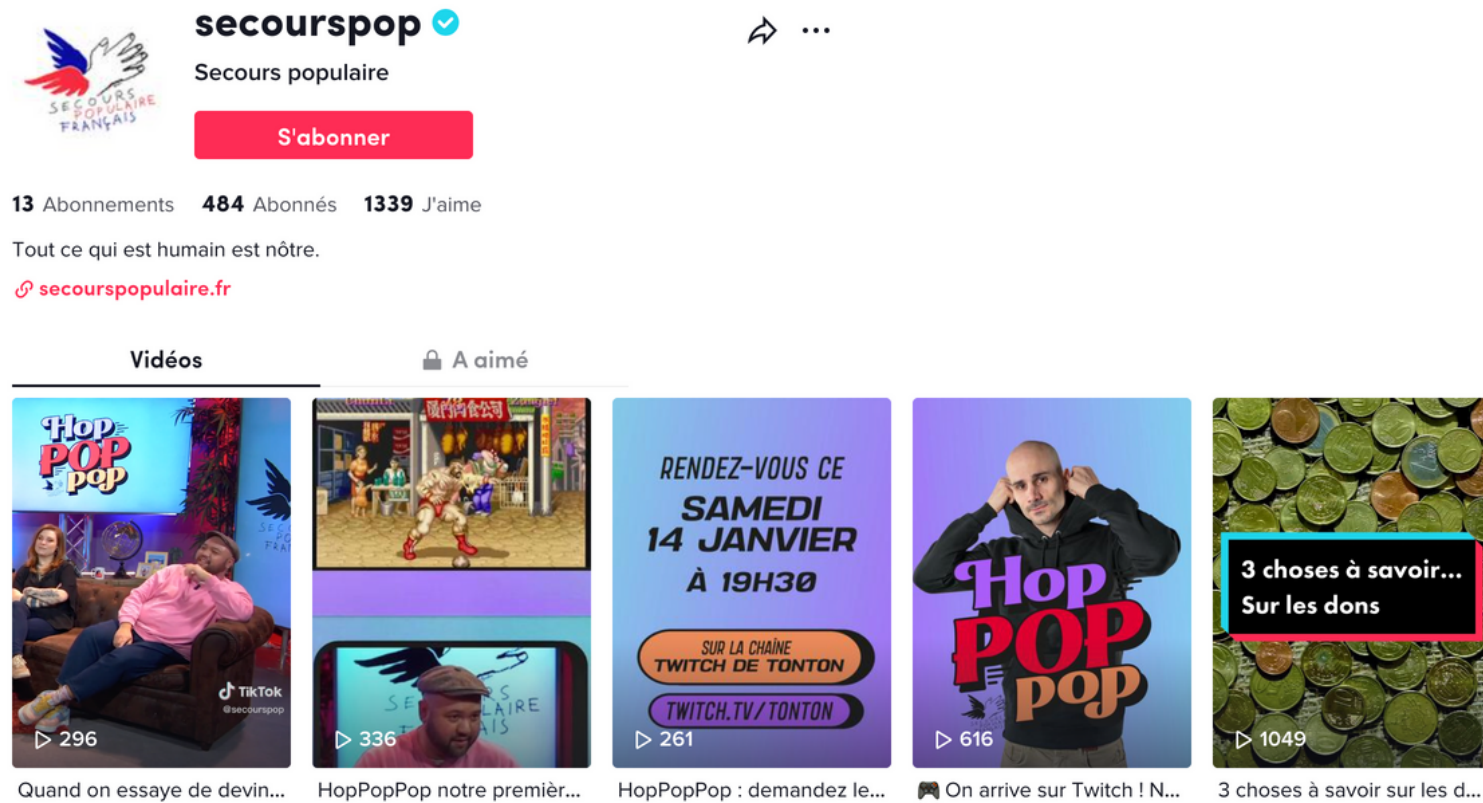 secourspop
Secours populaire
SECOURS
POPULAIRE
FRANÇAIS
S'abonner
13 Abonnements 484 Abonnés 1339 J'aime
Tout ce qui est humain est nôtre.
secourspopulaire.fr
Vidéos A aimé
Hop
POP
pop
TikTok
@secourspop
296
Quand on essaye de devin...
336
HopPopPop notre premièr...
RENDEZ-VOUS CE
SAMEDI
14 JANVIER
À 19H30
SUR LA CHAÎNE
TWITCH DE TONTON
TWITCH.TV/TONTON
261
HopPopPop : demandez le...
Hop
POP
pop
616
🎮 On arrive sur Twitch ! N...
3 choses à savoir...
Sur les dons
1049
3 choses à savoir sur les d...